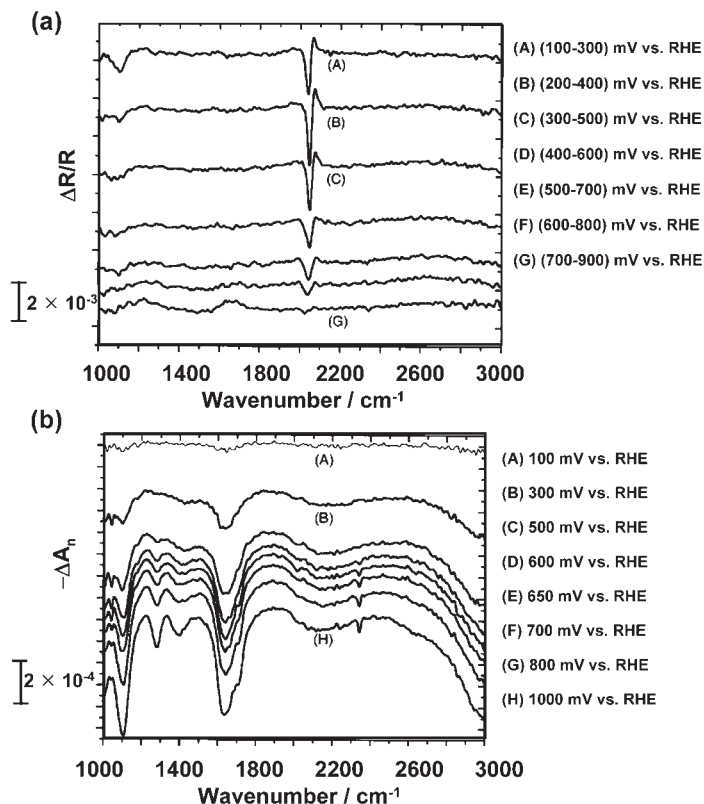 (a)
ΔR/R
2 × 10-3
(A)
(B)
(C)
(G)
1000 1400 1800 2200 2600 3000
Wavenumber / cm-1
(A) (100-300) mV vs. RHE
(B) (200-400) mV vs. RHE
(C) (300-500) mV vs. RHE
(D) (400-600) mV vs. RHE
(E) (500-700) mV vs. RHE
(F) (600-800) mV vs. RHE
(G) (700-900) mV vs. RHE
(b)
−ΔAn
2 × 10-4
(A)
(B)
(H)
1000 1400 1800 2200 2600 3000
Wavenumber / cm-1
(A) 100 mV vs. RHE
(B) 300 mV vs. RHE
(C) 500 mV vs. RHE
(D) 600 mV vs. RHE
(E) 650 mV vs. RHE
(F) 700 mV vs. RHE
(G) 800 mV vs. RHE
(H) 1000 mV vs. RHE